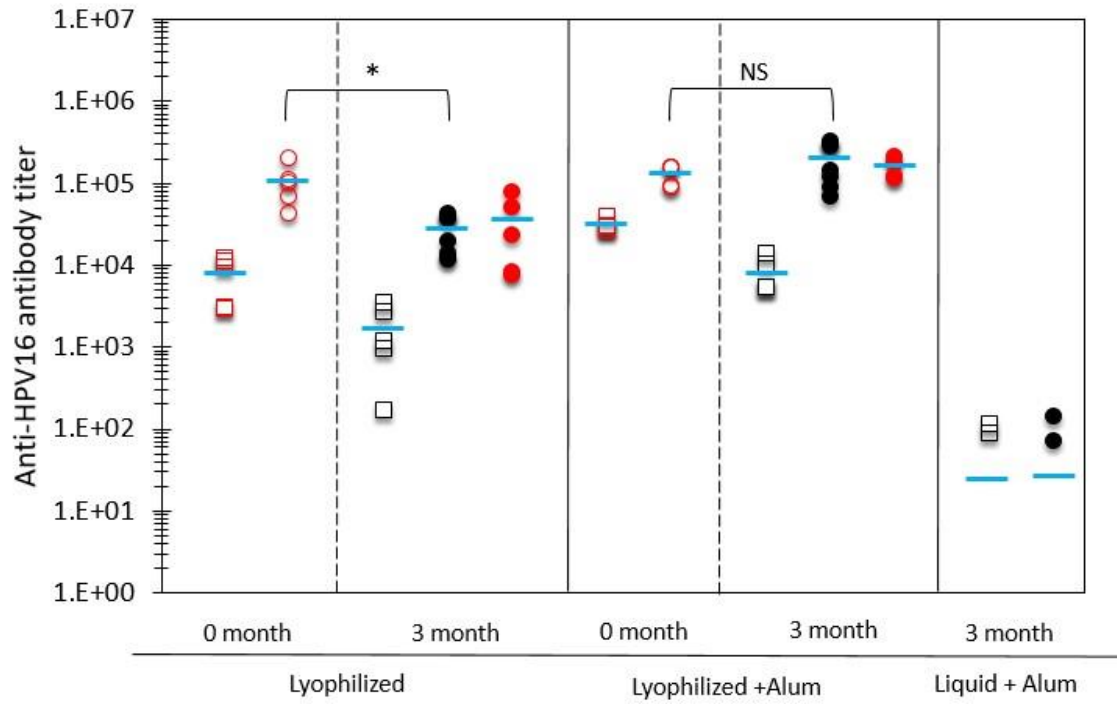 Anti-HPV16 antibody titer
1.E+07
1.E+06
1.E+05
1.E+04
1.E+03
1.E+02
1.E+01
1.E+00
*
NS
0 month 3 month 0 month 3 month 3 month
Lyophilized Lyophilized +Alum Liquid + Alum